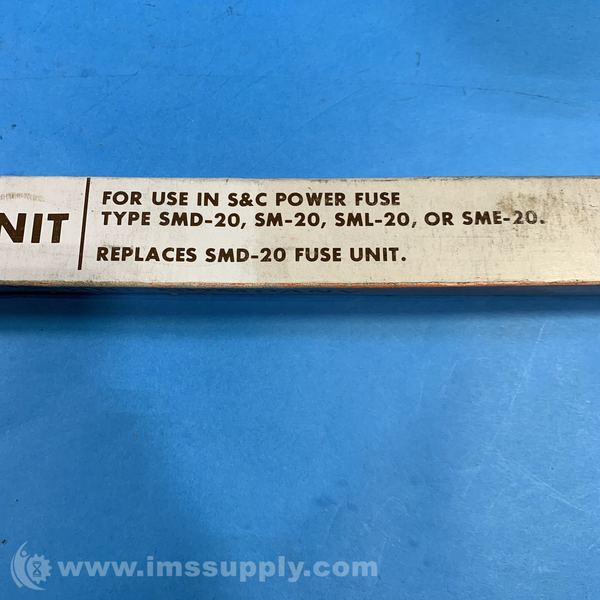 NIT
FOR USE IN S&C POWER FUSE
TYPE SMD-20, SM-20, SML-20, OR SME-20.
REPLACES SMD-20 FUSE UNIT.
www.imssupply.com